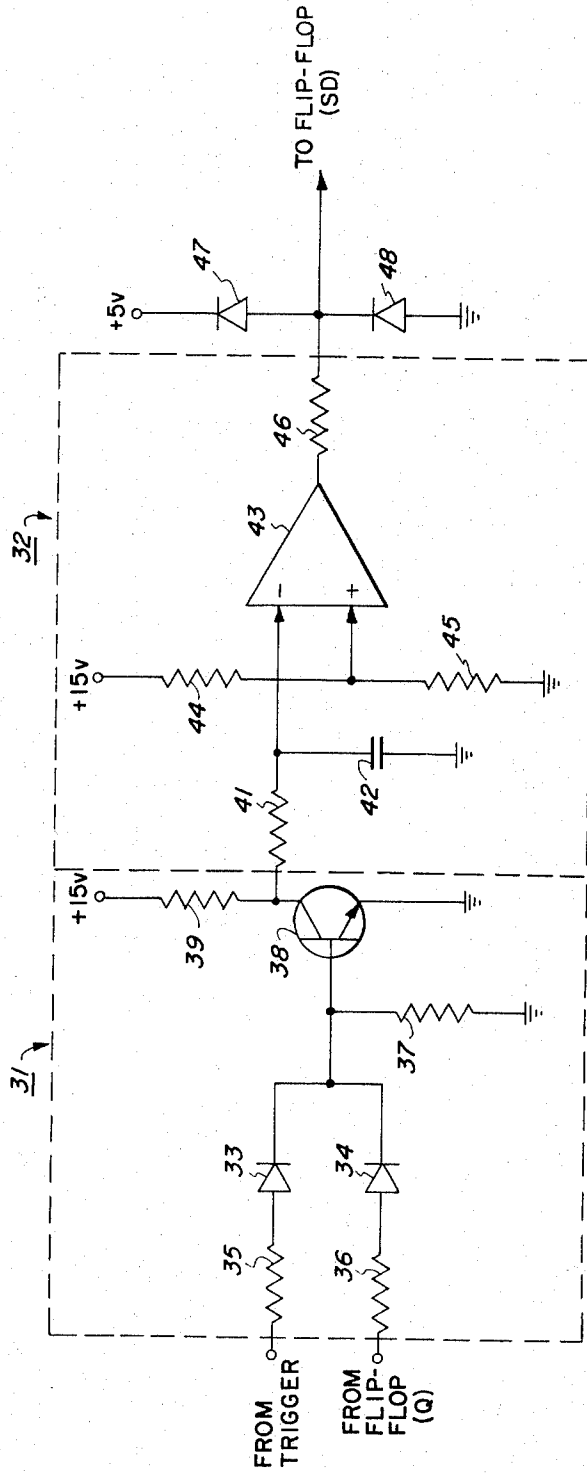 31
32
+15v
+15v
+5v
FROM
TRIGGER
35
33
39
41
44
43
46
47
TO FLIP-FLOP
(SD)
38
-
+
FROM
FLIP-
FLOP
(Q)
36
34
37
42
45
48